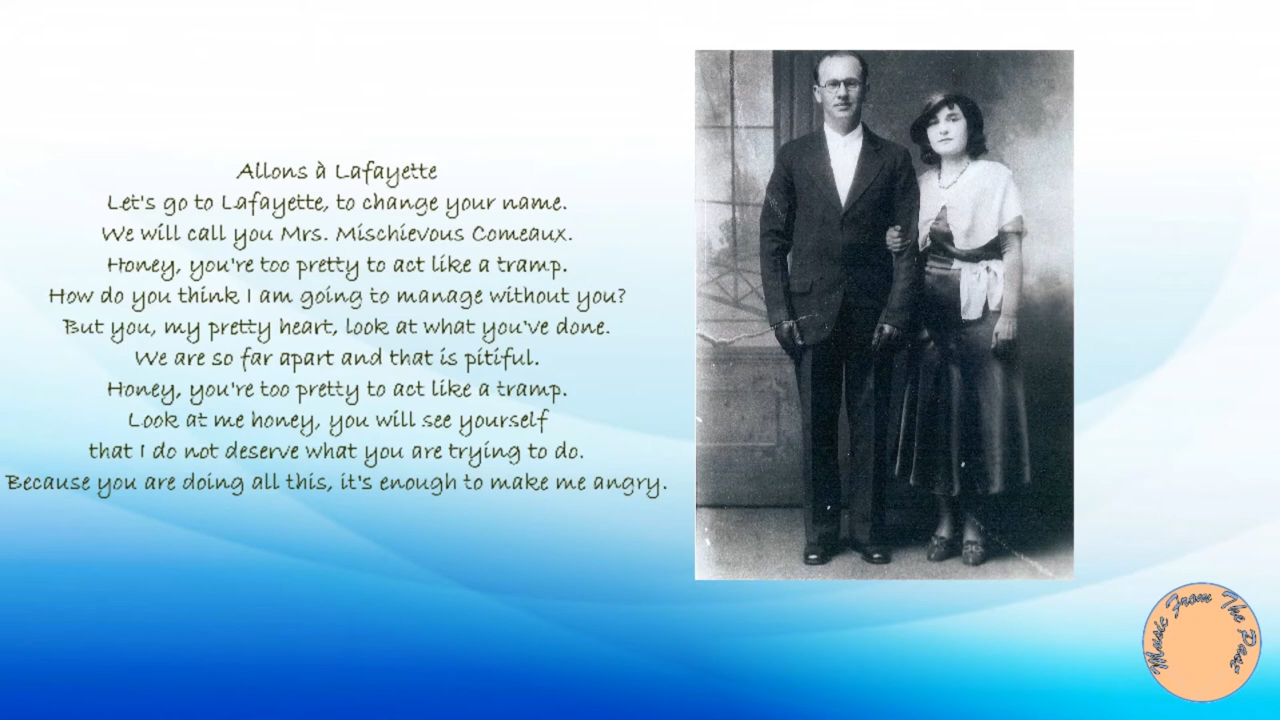 Allons à Lafayette
Let's go to Lafayette, to change your name.
We will call you Mrs. Mischievous Comeaux.
Honey, you're too pretty to act like a tramp.
How do you think I am going to manage without you?
But you, my pretty heart, look at what you've done.
We are so far apart and that is pitiful.
Honey, you're too pretty to act like a tramp.
Look at me honey, you will see yourself
that I do not deserve what you are trying to do.
Because you are doing all this, it's enough to make me angry.
Music From The Past